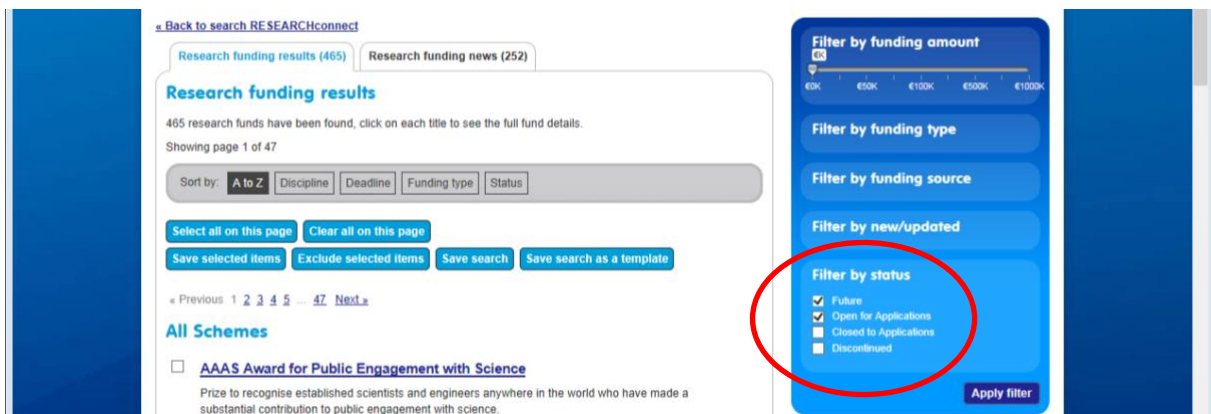 « Back to search RESEARCHconnect
Research funding results (465) Research funding news (252)
Research funding results
465 research funds have been found, click on each title to see the full fund details.
Showing page 1 of 47
Sort by: A to Z Discipline Deadline Funding type Status
Select all on this page Clear all on this page
Save selected items Exclude selected items Save search Save search as a template
« Previous 1 2 3 4 5 ... 47 Next »
All Schemes
AAAS Award for Public Engagement with Science
Prize to recognise established scientists and engineers anywhere in the world who have made a
substantial contribution to public engagement with science.
Filter by funding amount
€K
€0K €50K €100K €500K €1000K
Filter by funding type
Filter by funding source
Filter by new/updated
Filter by status
Future
Open for Applications
Closed to Applications
Discontinued
Apply filter